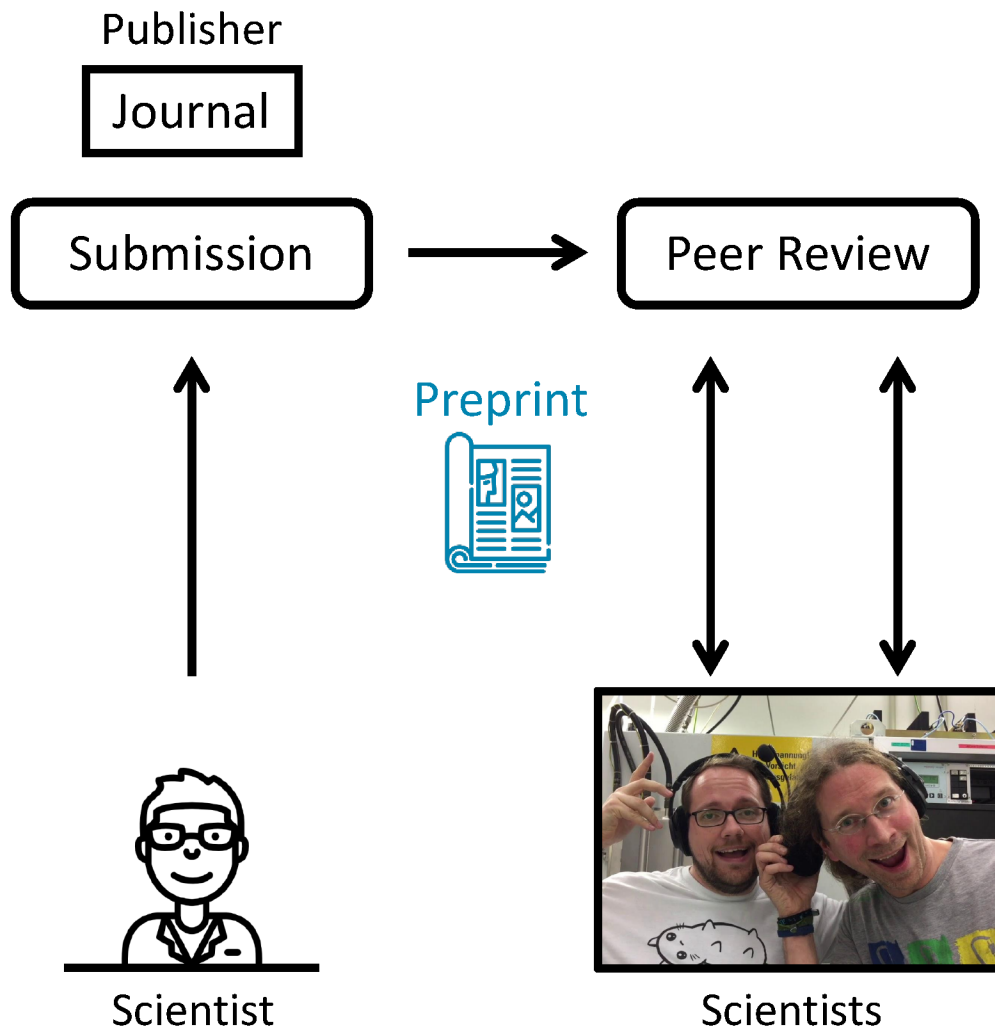 Publisher
Journal
Submission
Peer Review
Preprint
Scientist
Scientists